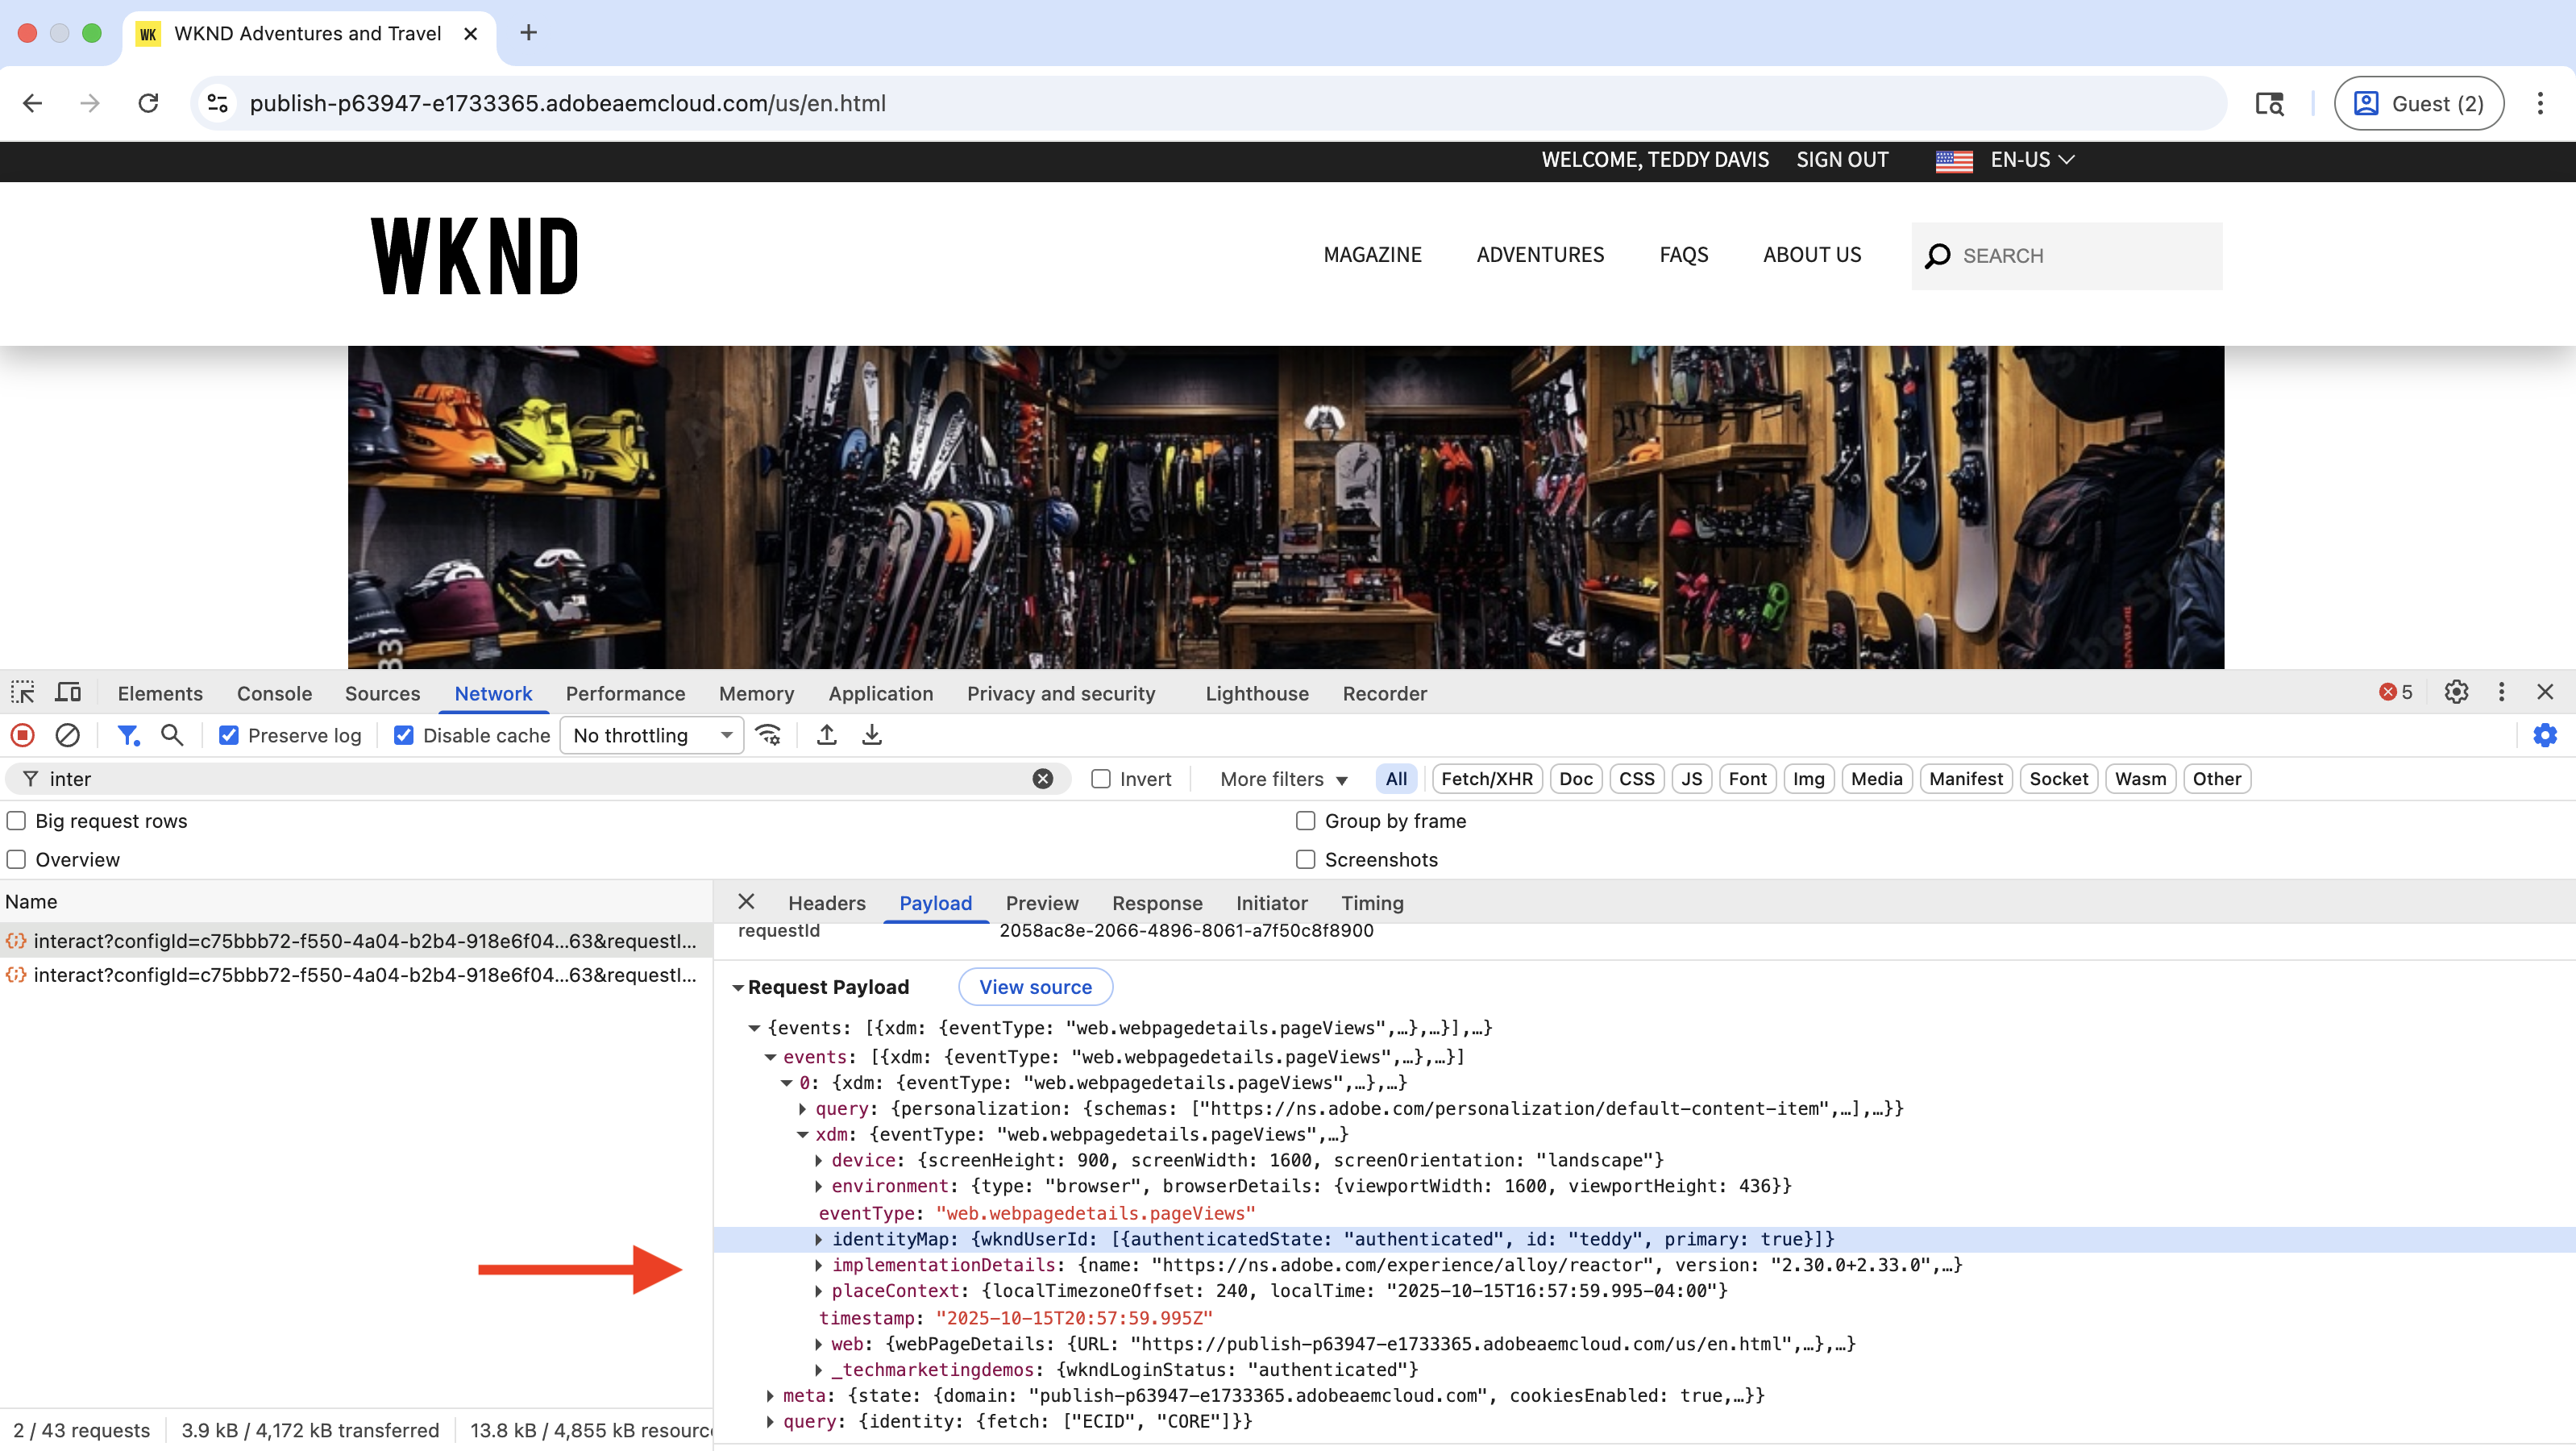 WK WKND Adventures and Travel
publish-p63947-e1733365.adobeaemcloud.com/us/en.html
Guest (2)
WELCOME, TEDDY DAVIS SIGN OUT EN-US
WKND
MAGAZINE ADVENTURES FAQS ABOUT US SEARCH
Elements Console Sources Network Performance Memory Application Privacy and security Lighthouse Recorder 5
Preserve log Disable cache No throttling
inter Invert More filters All Fetch/XHR Doc CSS JS Font Img Media Manifest Socket Wasm Other
Big request rows Group by frame
Overview Screenshots
Name
interact?configId=c75bbb72-f550-4a04-b2b4-918e6f04...63&requestI...
interact?configId=c75bbb72-f550-4a04-b2b4-918e6f04...63&requestI...
2 / 43 requests 3.9 kB / 4,172 kB transferred 13.8 kB / 4,855 kB resourc
Headers Payload Preview Response Initiator Timing
requestId 2058ac8e-2066-4896-8061-a7f50c8f8900
Request Payload View source
{events: [{xdm: {eventType: "web.webpagedetails.pageViews",…},…}],…}
events: [{xdm: {eventType: "web.webpagedetails.pageViews",…},…}]
0: {xdm: {eventType: "web.webpagedetails.pageViews",…},…}
query: {personalization: {schemas: ["https://ns.adobe.com/personalization/default-content-item",…],…}}
xdm: {eventType: "web.webpagedetails.pageViews",…}
device: {screenHeight: 900, screenWidth: 1600, screenOrientation: "landscape"}
environment: {type: "browser", browserDetails: {viewportWidth: 1600, viewportHeight: 436}}
eventType: "web.webpagedetails.pageViews"
identityMap: {wkndUserId: [{authenticatedState: "authenticated", id: "teddy", primary: true}]}
implementationDetails: {name: "https://ns.adobe.com/experience/alloy/reactor", version: "2.30.0+2.33.0",…}
placeContext: {localTimezoneOffset: 240, localTime: "2025-10-15T16:57:59.995-04:00"}
timestamp: "2025-10-15T20:57:59.995Z"
web: {webPageDetails: {URL: "https://publish-p63947-e1733365.adobeaemcloud.com/us/en.html",…},…}
_techmarketingdemos: {wkndLoginStatus: "authenticated"}
meta: {state: {domain: "publish-p63947-e1733365.adobeaemcloud.com", cookiesEnabled: true,…}}
query: {identity: {fetch: ["ECID", "CORE"]}}